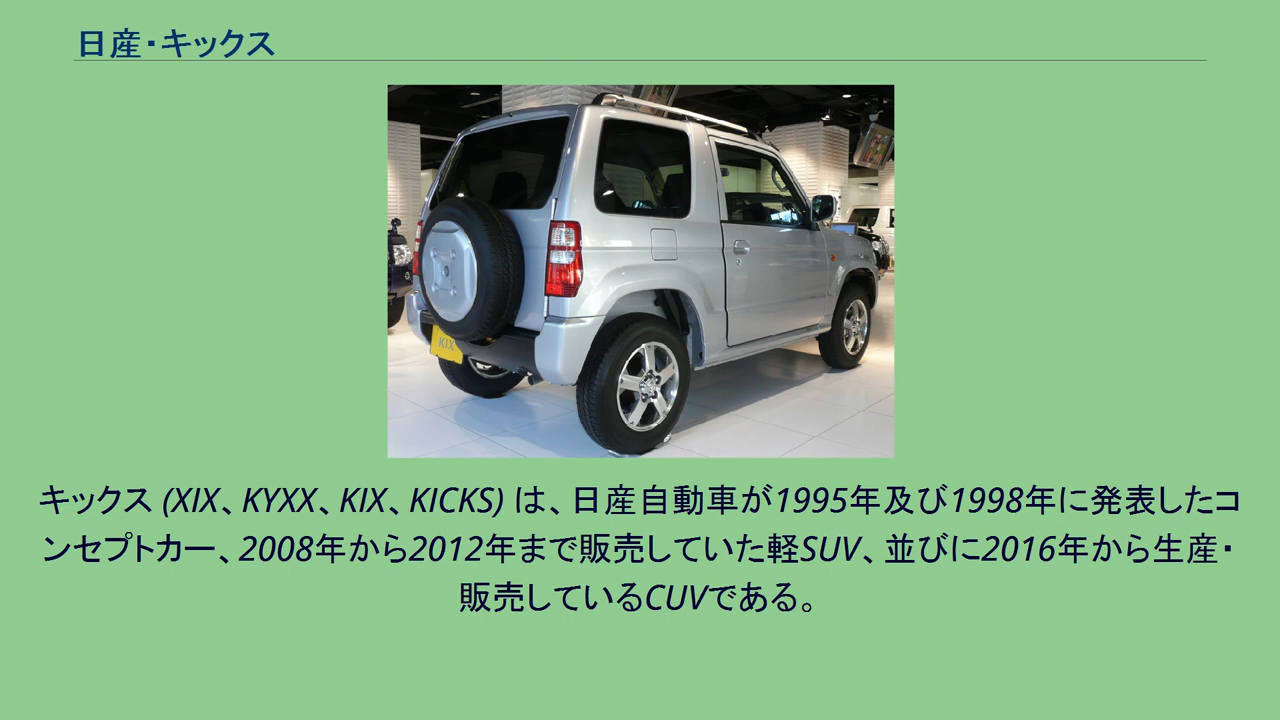 日産・キックス
KIX
キックス (XIX、KYXX、KIX、KICKS) は、日産自動車が1995年及び1998年に発表したコ
ンセプトカー、2008年から2012年まで販売していた軽SUV、並びに2016年から生産・
販売しているCUVである。